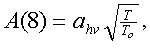 A(8) = a_{hv} \sqrt{\frac{T}{T_o}},